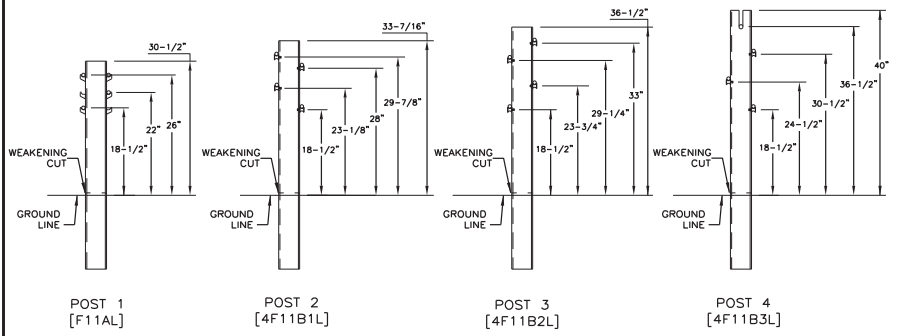 30-1/2"
26"
22"
18-1/2"
WEAKENING
CUT
GROUND
LINE
POST 1
[F11AL]
33-7/16"
29-7/8"
28"
23-1/8"
18-1/2"
WEAKENING
CUT
GROUND
LINE
POST 2
[4F11B1L]
36-1/2"
33"
29-1/4"
23-3/4"
18-1/2"
WEAKENING
CUT
GROUND
LINE
POST 3
[4F11B2L]
40"
36-1/2"
30-1/2"
24-1/2"
18-1/2"
WEAKENING
CUT
GROUND
LINE
POST 4
[4F11B3L]